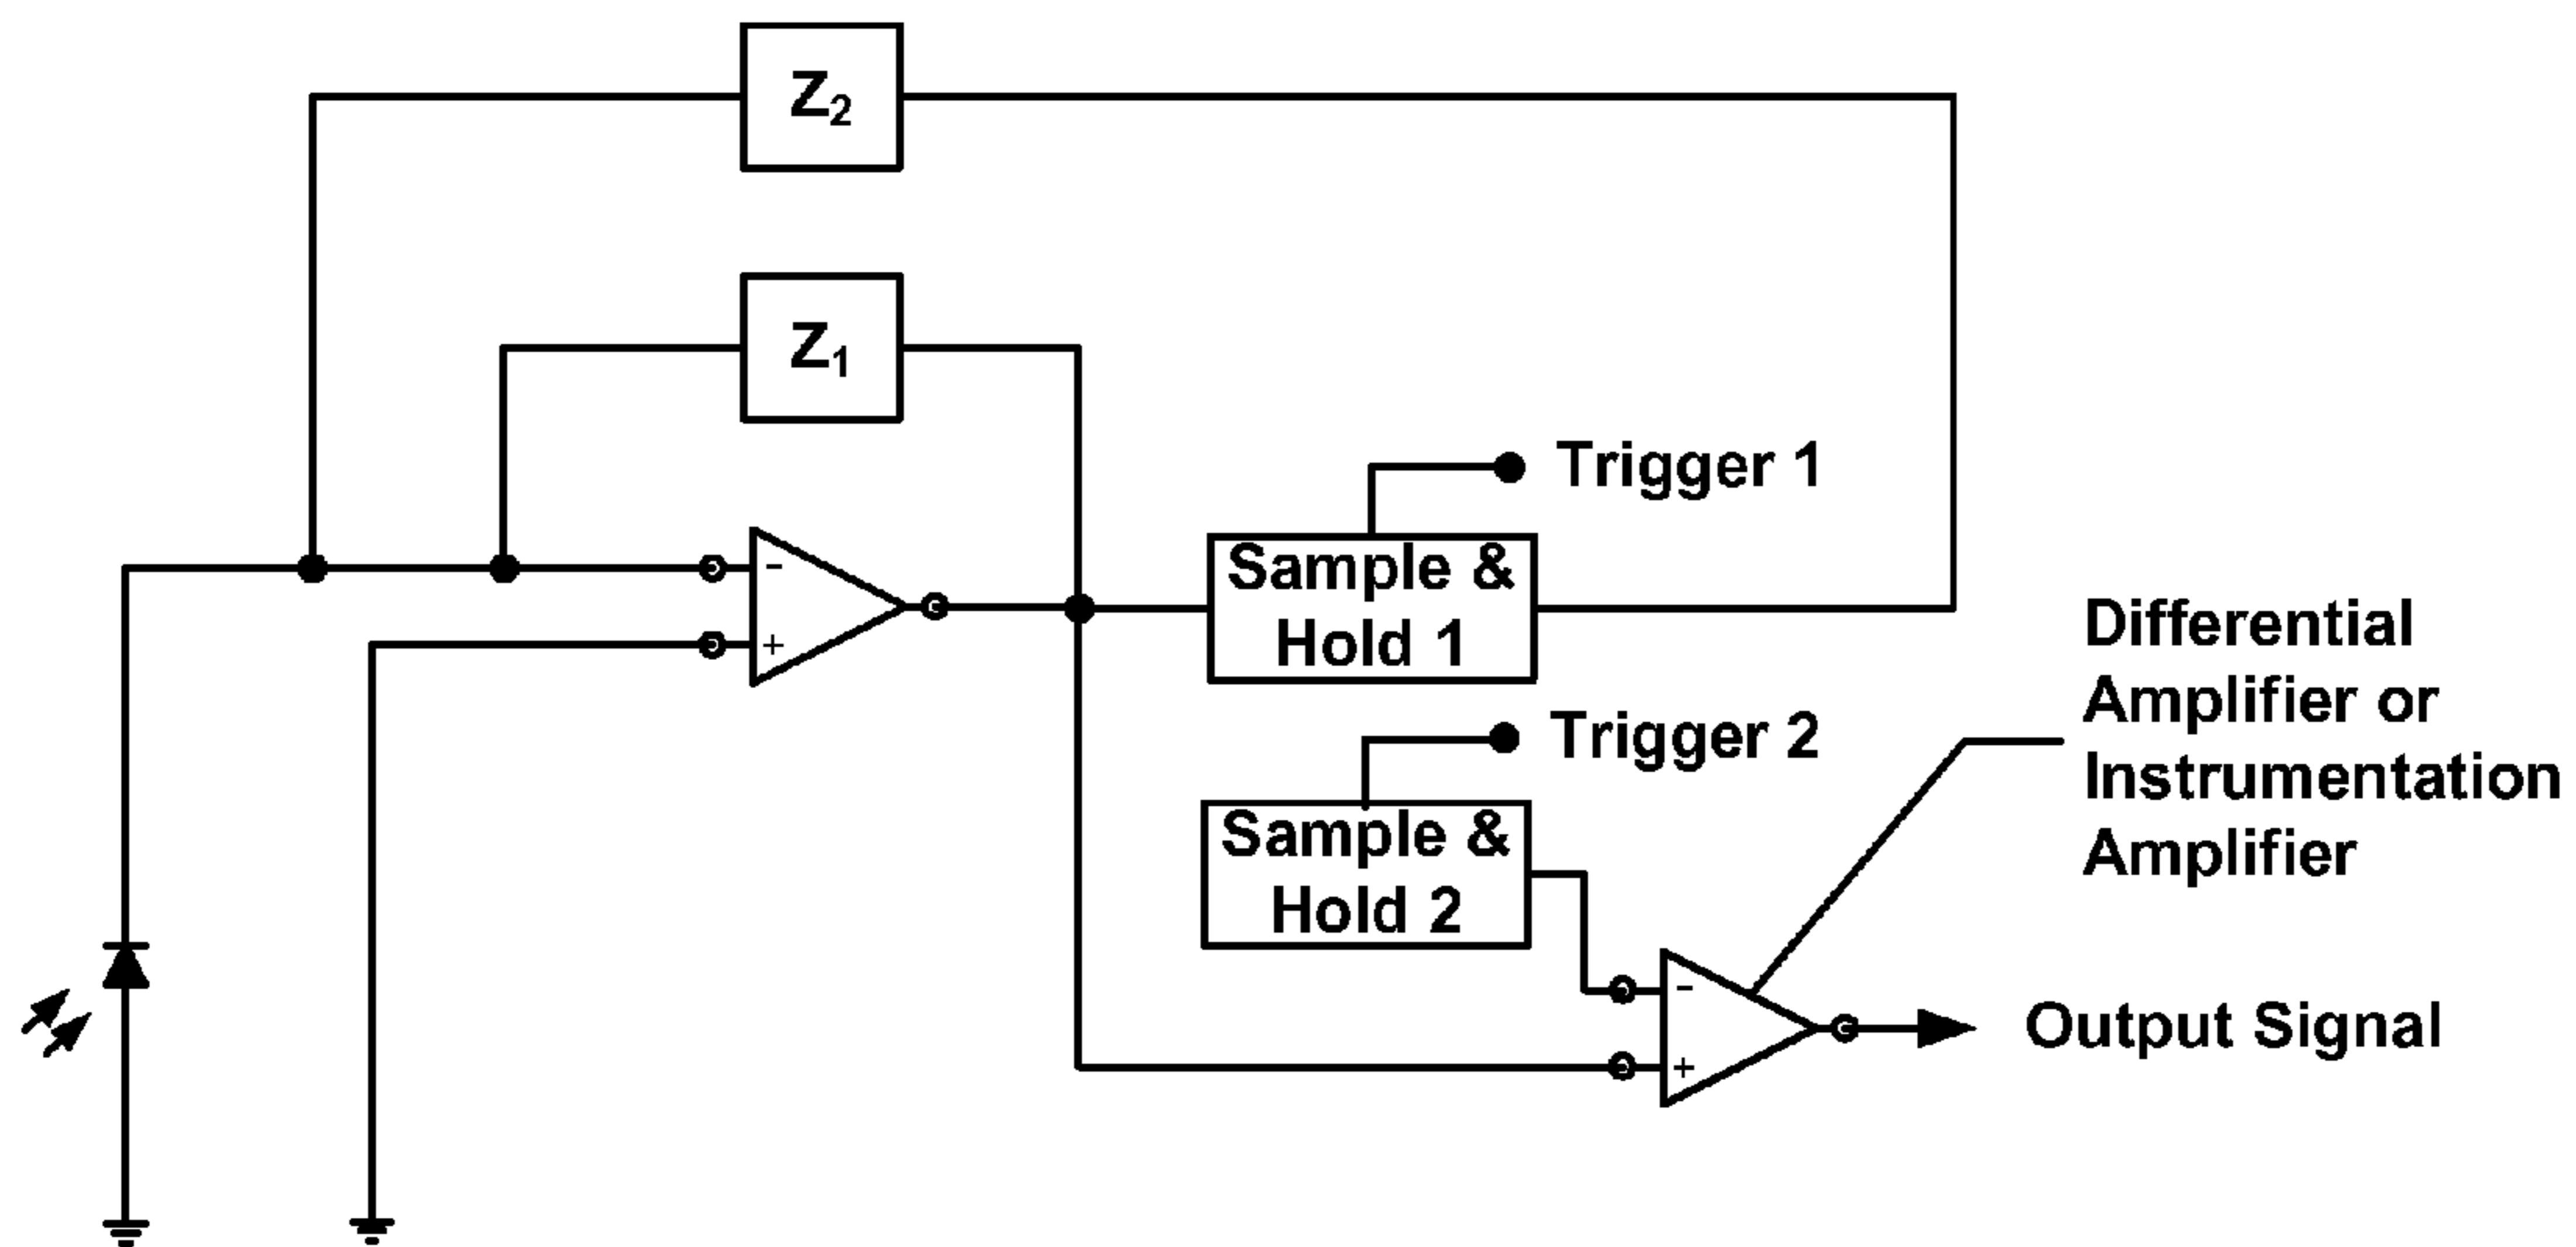 Z₂
Z₁
Trigger 1
Sample &
Hold 1
-
+
Trigger 2
Sample &
Hold 2
Differential
Amplifier or
Instrumentation
Amplifier
-
+
Output Signal